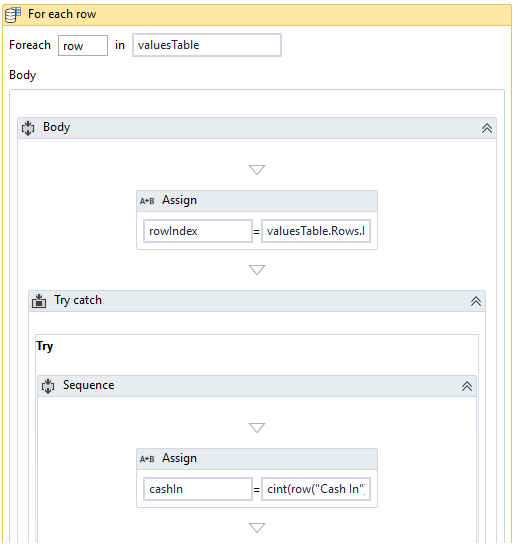 For each row
Foreach row in valuesTable
Body
Body
A+B Assign
rowIndex = valuesTable.Rows.I
Try catch
Try
Sequence
A+B Assign
cashIn = cint(row("Cash In")